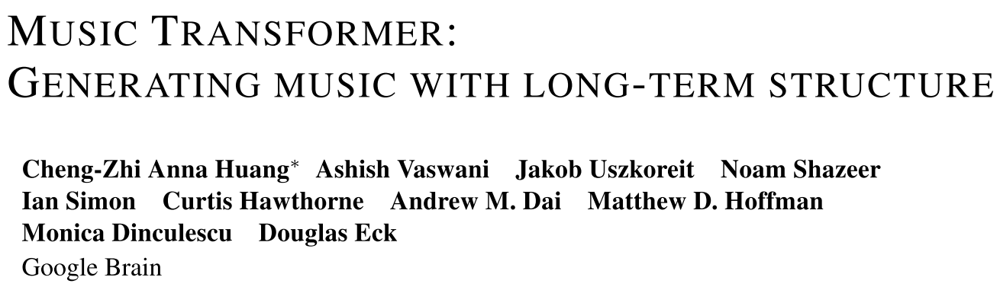 MUSIC TRANSFORMER:
GENERATING MUSIC WITH LONG-TERM STRUCTURE
Cheng-Zhi Anna Huang* Ashish Vaswani Jakob Uszkoreit Noam Shazeer
Ian Simon Curtis Hawthorne Andrew M. Dai Matthew D. Hoffman
Monica Dinculescu Douglas Eck
Google Brain